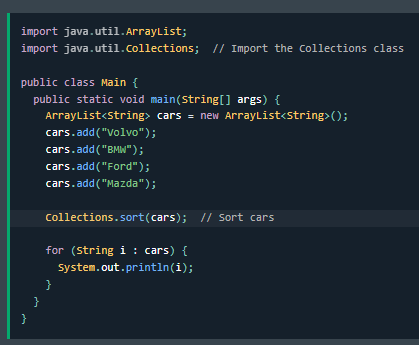 import java.util.ArrayList;
import java.util.Collections;  // Import the Collections class

public class Main {
  public static void main(String[] args) {
    ArrayList<String> cars = new ArrayList<String>();
    cars.add("Volvo");
    cars.add("BMW");
    cars.add("Ford");
    cars.add("Mazda");

    Collections.sort(cars);  // Sort cars

    for (String i : cars) {
      System.out.println(i);
    }
  }
}